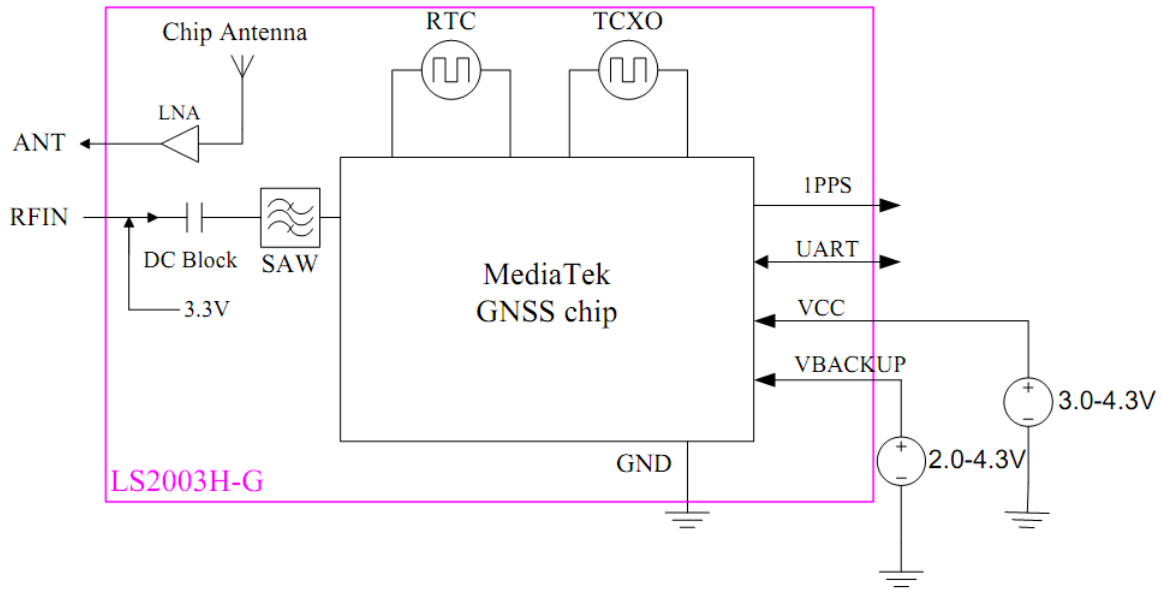 RTC
TCXO
Chip Antenna
LNA
ANT
RFIN
DC Block
SAW
3.3V
MediaTek
GNSS chip
1PPS
UART
VCC
VBACKUP
3.0-4.3V
2.0-4.3V
GND
LS2003H-G